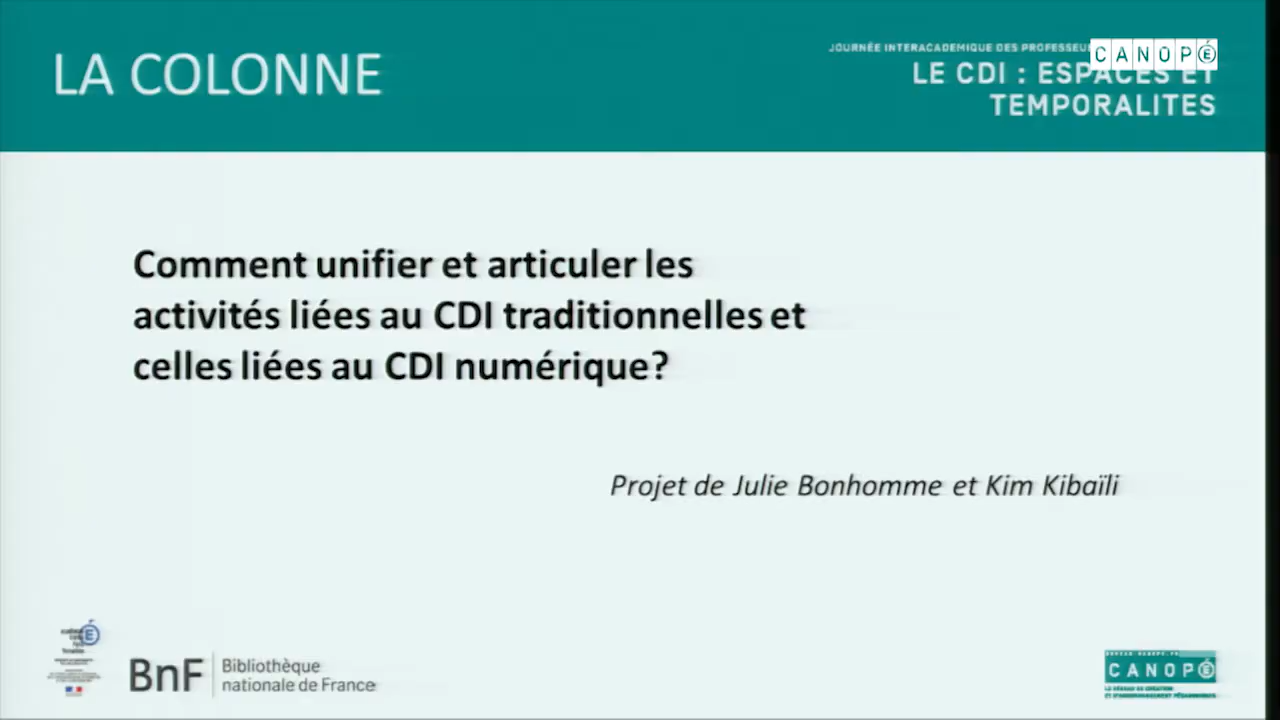 LA COLONNE
JOURNÉE INTERACADEMIQUE DES PROFESSEU
CANOPÉ
LE CDI : ESPACES ET
TEMPORALITES
Comment unifier et articuler les
activités liées au CDI traditionnelles et
celles liées au CDI numérique?
Projet de Julie Bonhomme et Kim Kibaïli
BnF
Bibliothèque
nationale de France
CANOPÉ